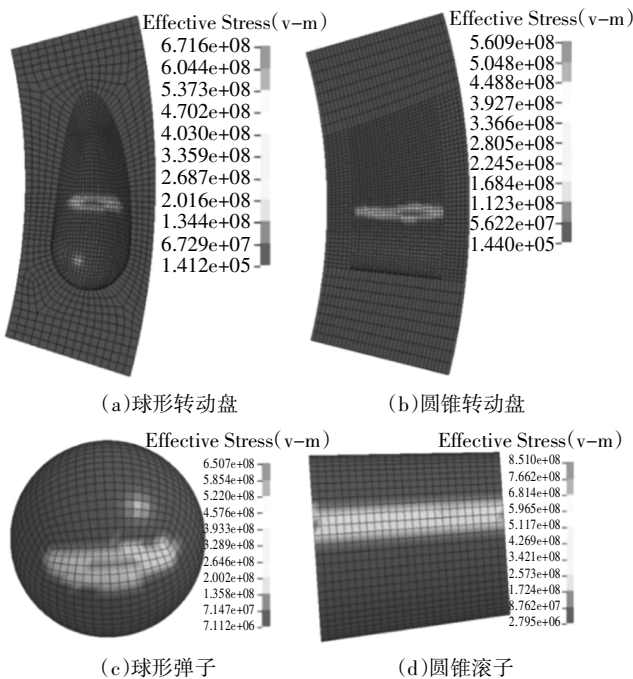 Effective Stress(v-m)
6.716e+08
6.044e+08
5.373e+08
4.702e+08
4.030e+08
3.359e+08
2.687e+08
2.016e+08
1.344e+08
6.729e+07
1.412e+05
(a)球形转动盘
Effective Stress(v-m)
5.609e+08
5.048e+08
4.488e+08
3.927e+08
3.366e+08
2.805e+08
2.245e+08
1.684e+08
1.123e+08
5.622e+07
1.440e+05
(b)圆锥转动盘
Effective Stress(v-m)
6.507e+08
5.854e+08
5.220e+08
4.576e+08
3.933e+08
3.289e+08
2.646e+08
2.002e+08
1.358e+08
7.147e+07
7.112e+06
(c)球形弹子
Effective Stress(v-m)
8.510e+08
7.662e+08
6.814e+08
5.965e+08
5.117e+08
4.269e+08
3.421e+08
2.573e+08
1.724e+08
8.762e+07
2.795e+06
(d)圆锥滚子